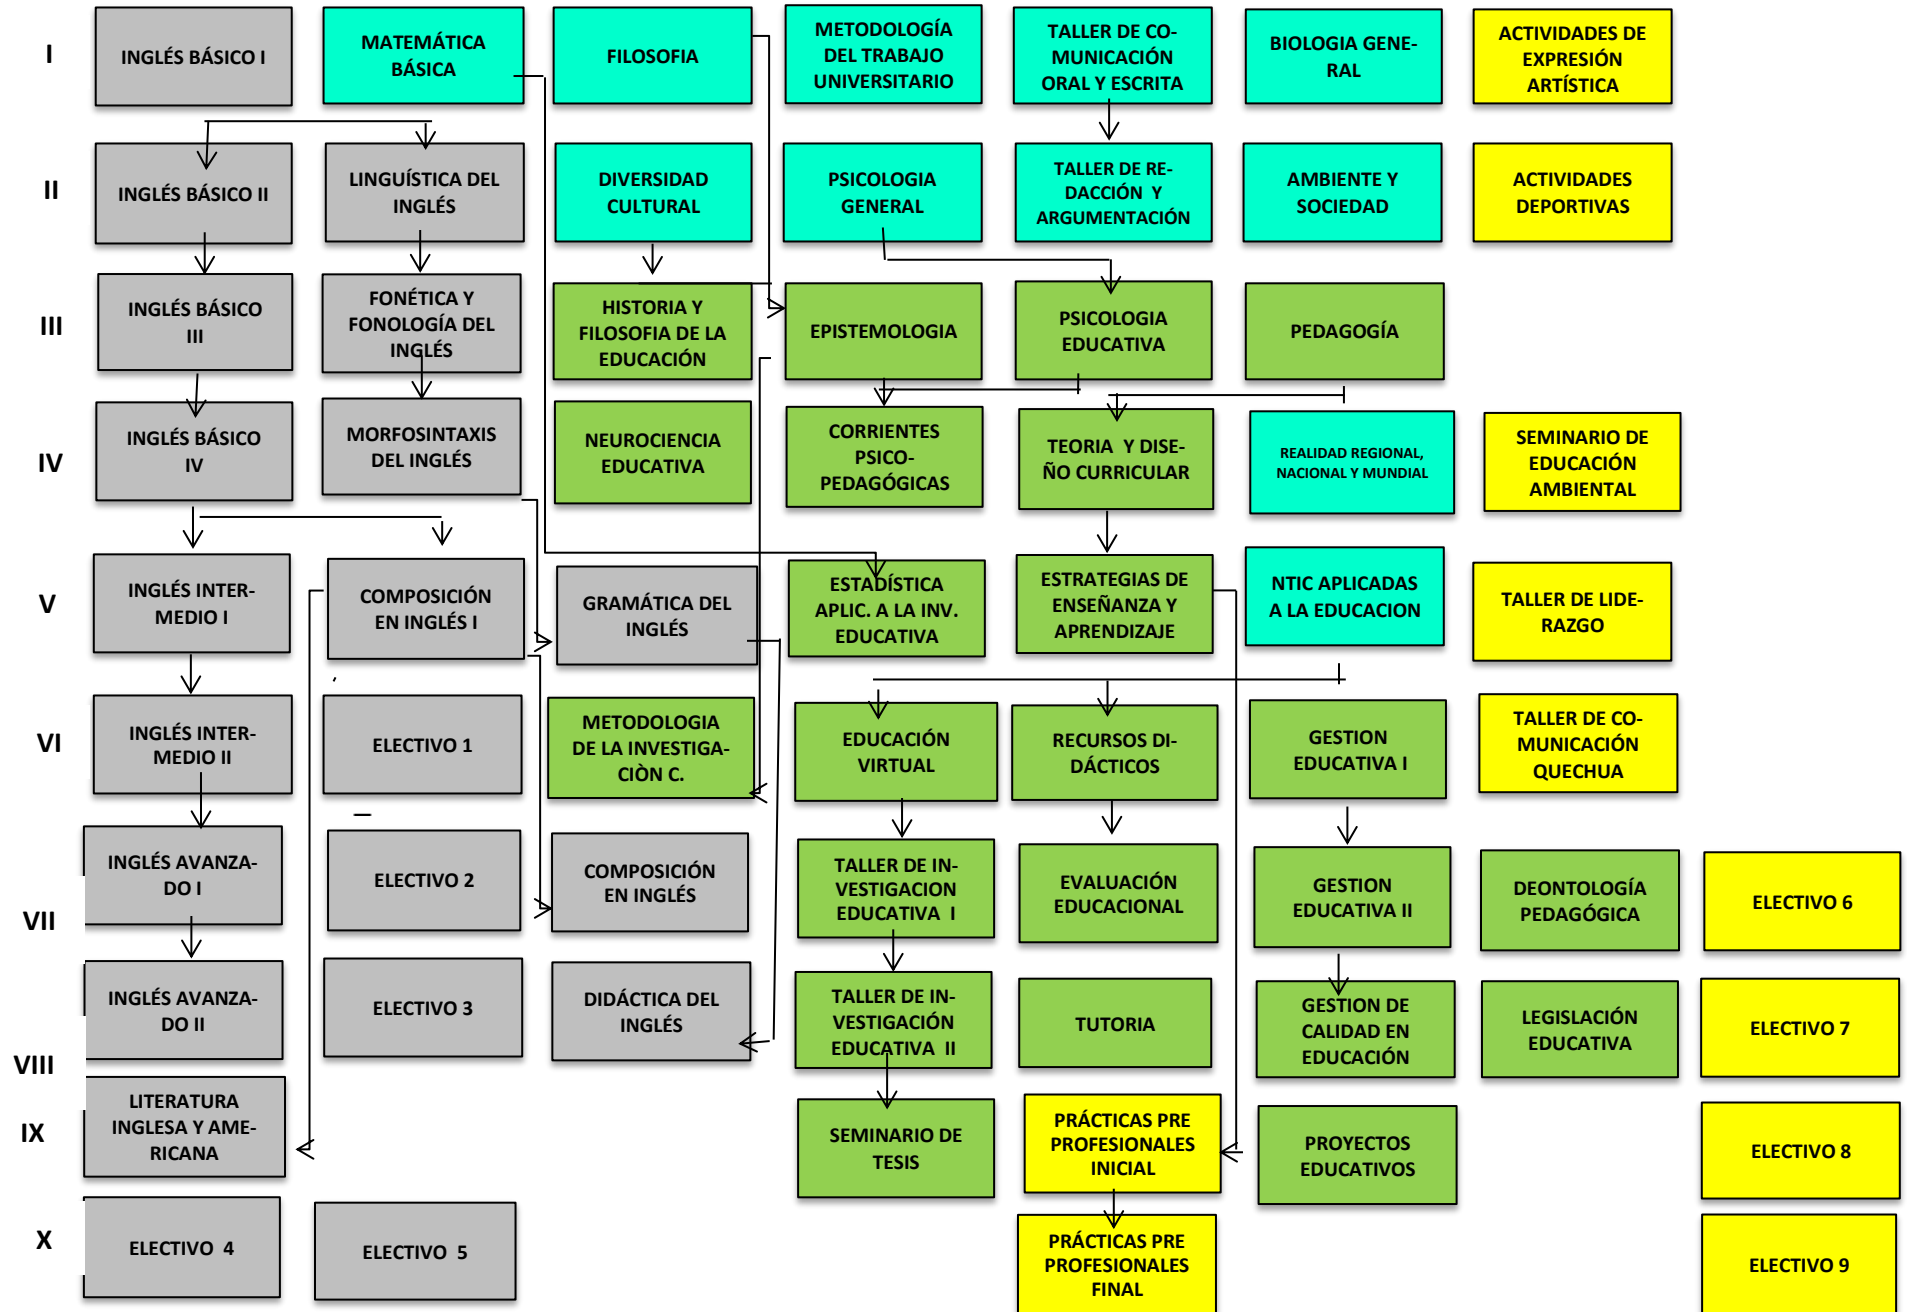 I
INGLÉS BÁSICO I
MATEMÁTICA
BÁSICA
FILOSOFIA
METODOLOGÍA
DEL TRABAJO
UNIVERSITARIO
TALLER DE CO-
MUNICACIÓN
ORAL Y ESCRITA
BIOLOGIA GENE-
RAL
ACTIVIDADES DE
EXPRESIÓN
ARTÍSTICA
II
INGLÉS BÁSICO II
LINGUÍSTICA DEL
INGLÉS
DIVERSIDAD
CULTURAL
PSICOLOGIA
GENERAL
TALLER DE RE-
DACCIÓN Y
ARGUMENTACIÓN
AMBIENTE Y
SOCIEDAD
ACTIVIDADES
DEPORTIVAS
III
INGLÉS BÁSICO
III
FONÉTICA Y
FONOLOGÍA DEL
INGLÉS
HISTORIA Y
FILOSOFIA DE LA
EDUCACIÓN
EPISTEMOLOGIA
PSICOLOGIA
EDUCATIVA
PEDAGOGÍA
IV
INGLÉS BÁSICO
IV
MORFOSINTAXIS
DEL INGLÉS
NEUROCIENCIA
EDUCATIVA
CORRIENTES
PSICO-
PEDAGÓGICAS
TEORIA Y DISE-
ÑO CURRICULAR
REALIDAD REGIONAL,
NACIONAL Y MUNDIAL
SEMINARIO DE
EDUCACIÓN
AMBIENTAL
V
INGLÉS INTER-
MEDIO I
COMPOSICIÓN
EN INGLÉS I
GRAMÁTICA DEL
INGLÉS
ESTADÍSTICA
APLIC. A LA INV.
EDUCATIVA
ESTRATEGIAS DE
ENSEÑANZA Y
APRENDIZAJE
NTIC APLICADAS
A LA EDUCACION
TALLER DE LIDE-
RAZGO
VI
INGLÉS INTER-
MEDIO II
ELECTIVO 1
METODOLOGIA
DE LA INVESTIGA-
CIÒN C.
EDUCACIÓN
VIRTUAL
RECURSOS DI-
DÁCTICOS
GESTION
EDUCATIVA I
TALLER DE CO-
MUNICACIÓN
QUECHUA
VII
INGLÉS AVANZA-
DO I
ELECTIVO 2
COMPOSICIÓN
EN INGLÉS
TALLER DE IN-
VESTIGACION
EDUCATIVA I
EVALUACIÓN
EDUCACIONAL
GESTION
EDUCATIVA II
DEONTOLOGÍA
PEDAGÓGICA
ELECTIVO 6
VIII
INGLÉS AVANZA-
DO II
ELECTIVO 3
DIDÁCTICA DEL
INGLÉS
TALLER DE IN-
VESTIGACIÓN
EDUCATIVA II
TUTORIA
GESTION DE
CALIDAD EN
EDUCACIÓN
LEGISLACIÓN
EDUCATIVA
ELECTIVO 7
IX
LITERATURA
INGLESA Y AME-
RICANA
SEMINARIO DE
TESIS
PRÁCTICAS PRE
PROFESIONALES
INICIAL
PROYECTOS
EDUCATIVOS
ELECTIVO 8
X
ELECTIVO 4
ELECTIVO 5
PRÁCTICAS PRE
PROFESIONALES
FINAL
ELECTIVO 9